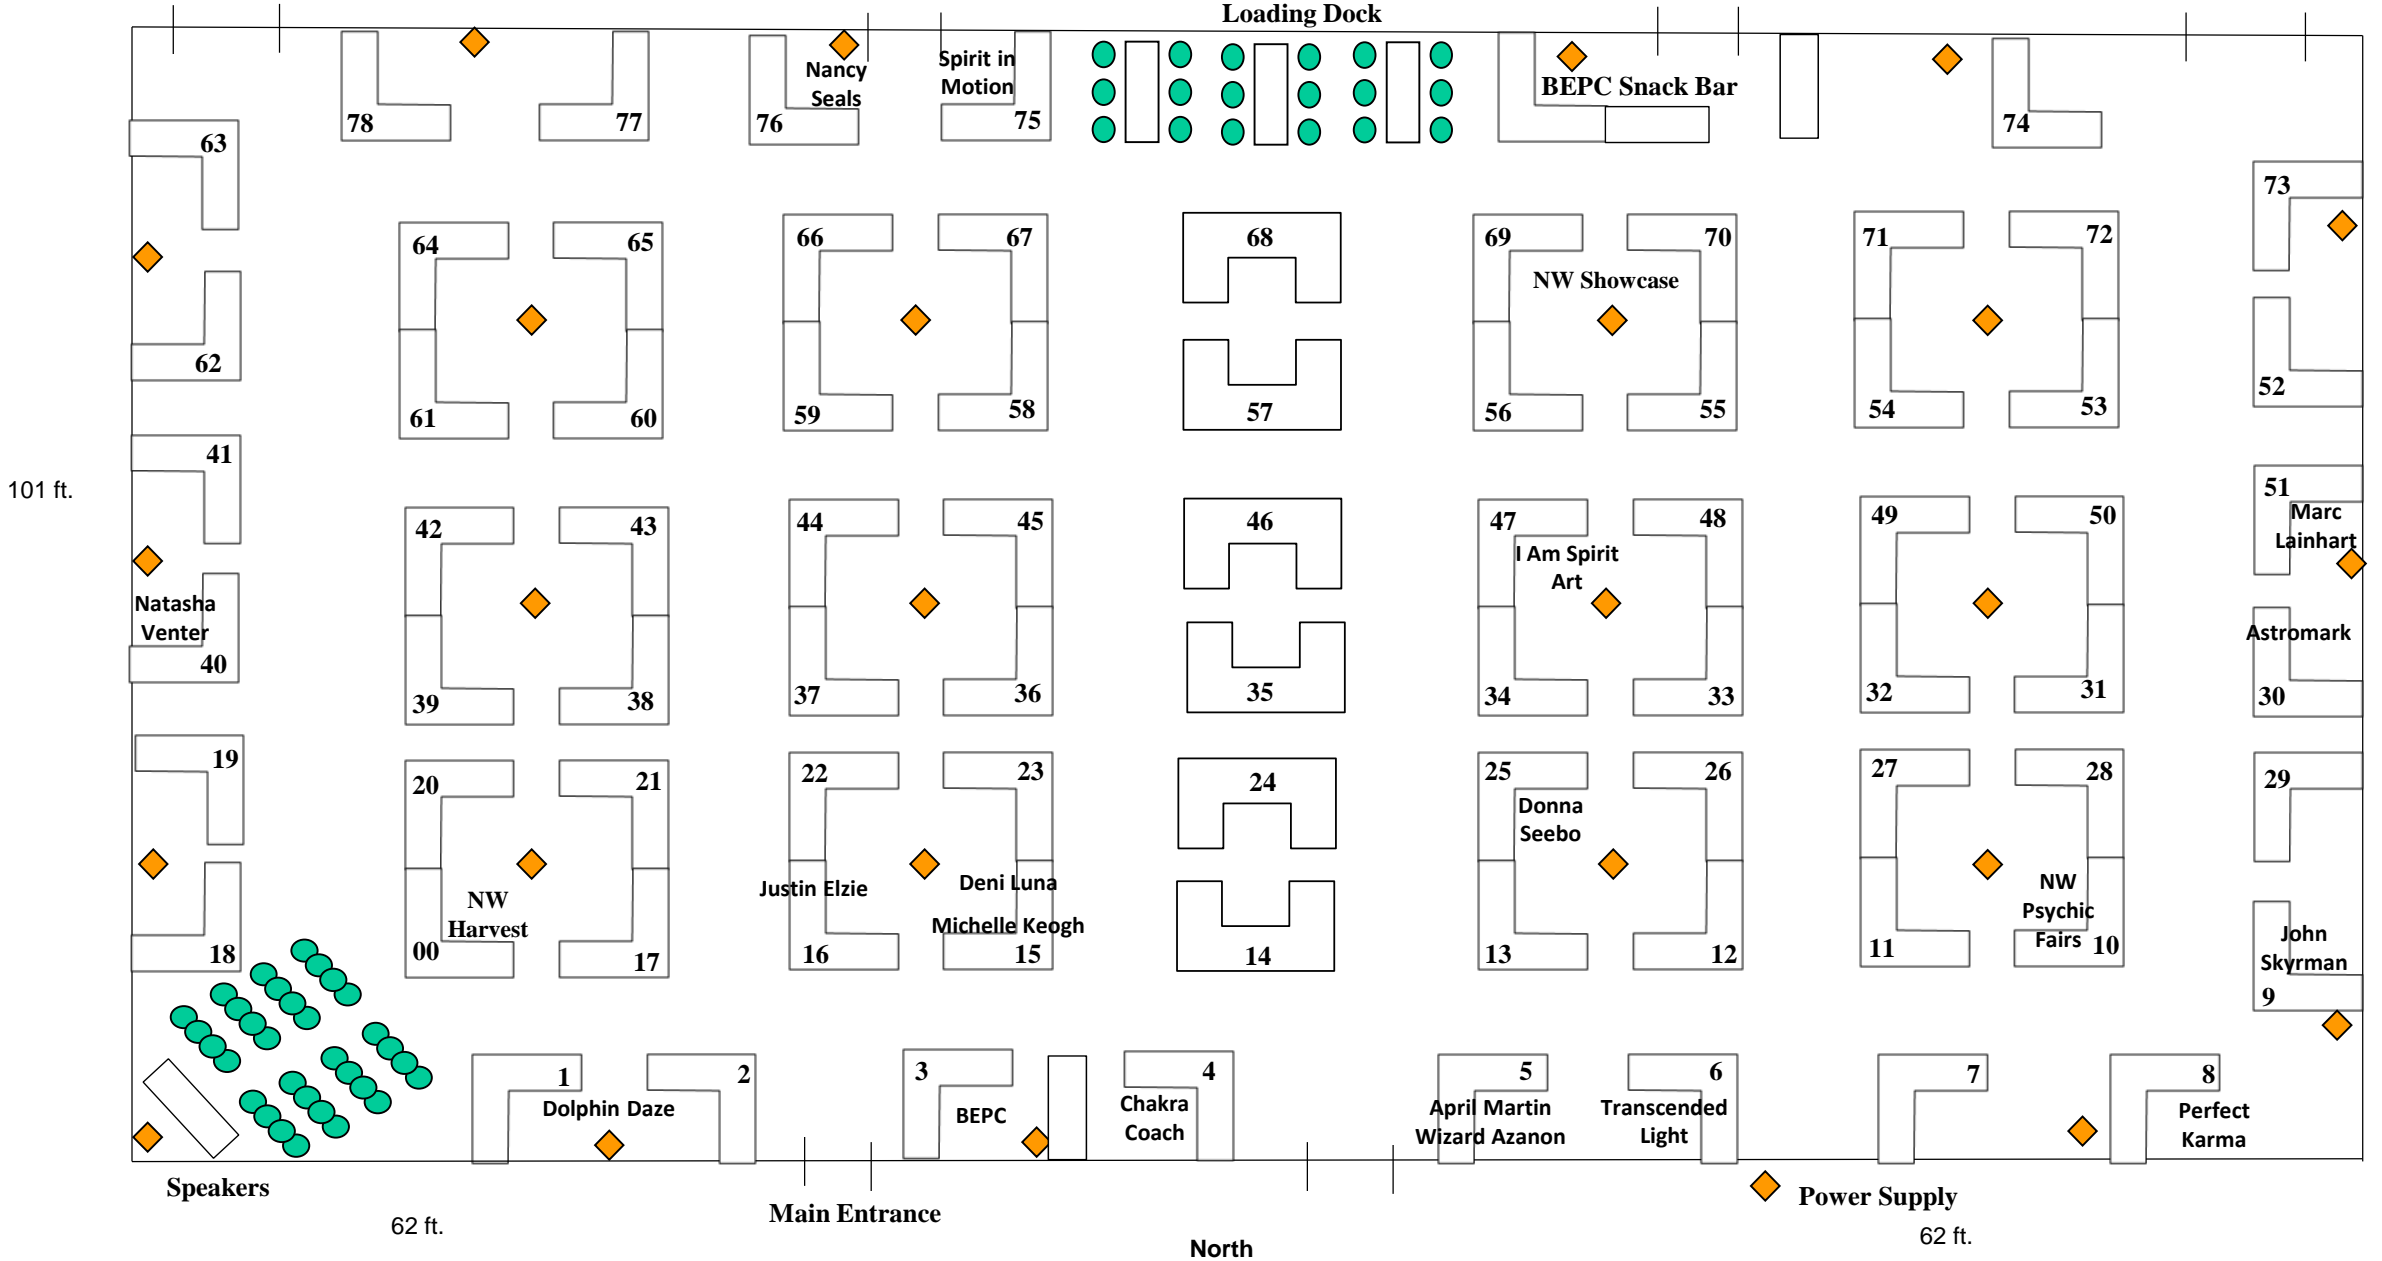 Loading Dock
Nancy
Seals
Spirit in
Motion
BEPC Snack Bar
78
77
76
75
74
63
73
64
65
66
67
68
69
70
71
72
NW Showcase
62
52
61
60
59
58
57
56
55
54
53
41
51
Marc
Lainhart
101 ft.
42
43
44
45
46
47
48
49
50
I Am Spirit
Art
Natasha
Venter
40
Astromark
30
39
38
37
36
35
34
33
32
31
19
29
20
21
22
23
24
25
26
27
28
Donna
Seebo
NW
Harvest
Justin Elzie
Deni Luna
Michelle Keogh
NW
Psychic
Fairs
John
Skyrman
18
00
17
16
15
14
13
12
11
10
9
1
2
3
4
5
6
7
8
Dolphin Daze
BEPC
Chakra
Coach
April Martin
Wizard Azanon
Transcended
Light
Perfect
Karma
Speakers
Main Entrance
Power Supply
62 ft.
62 ft.
North